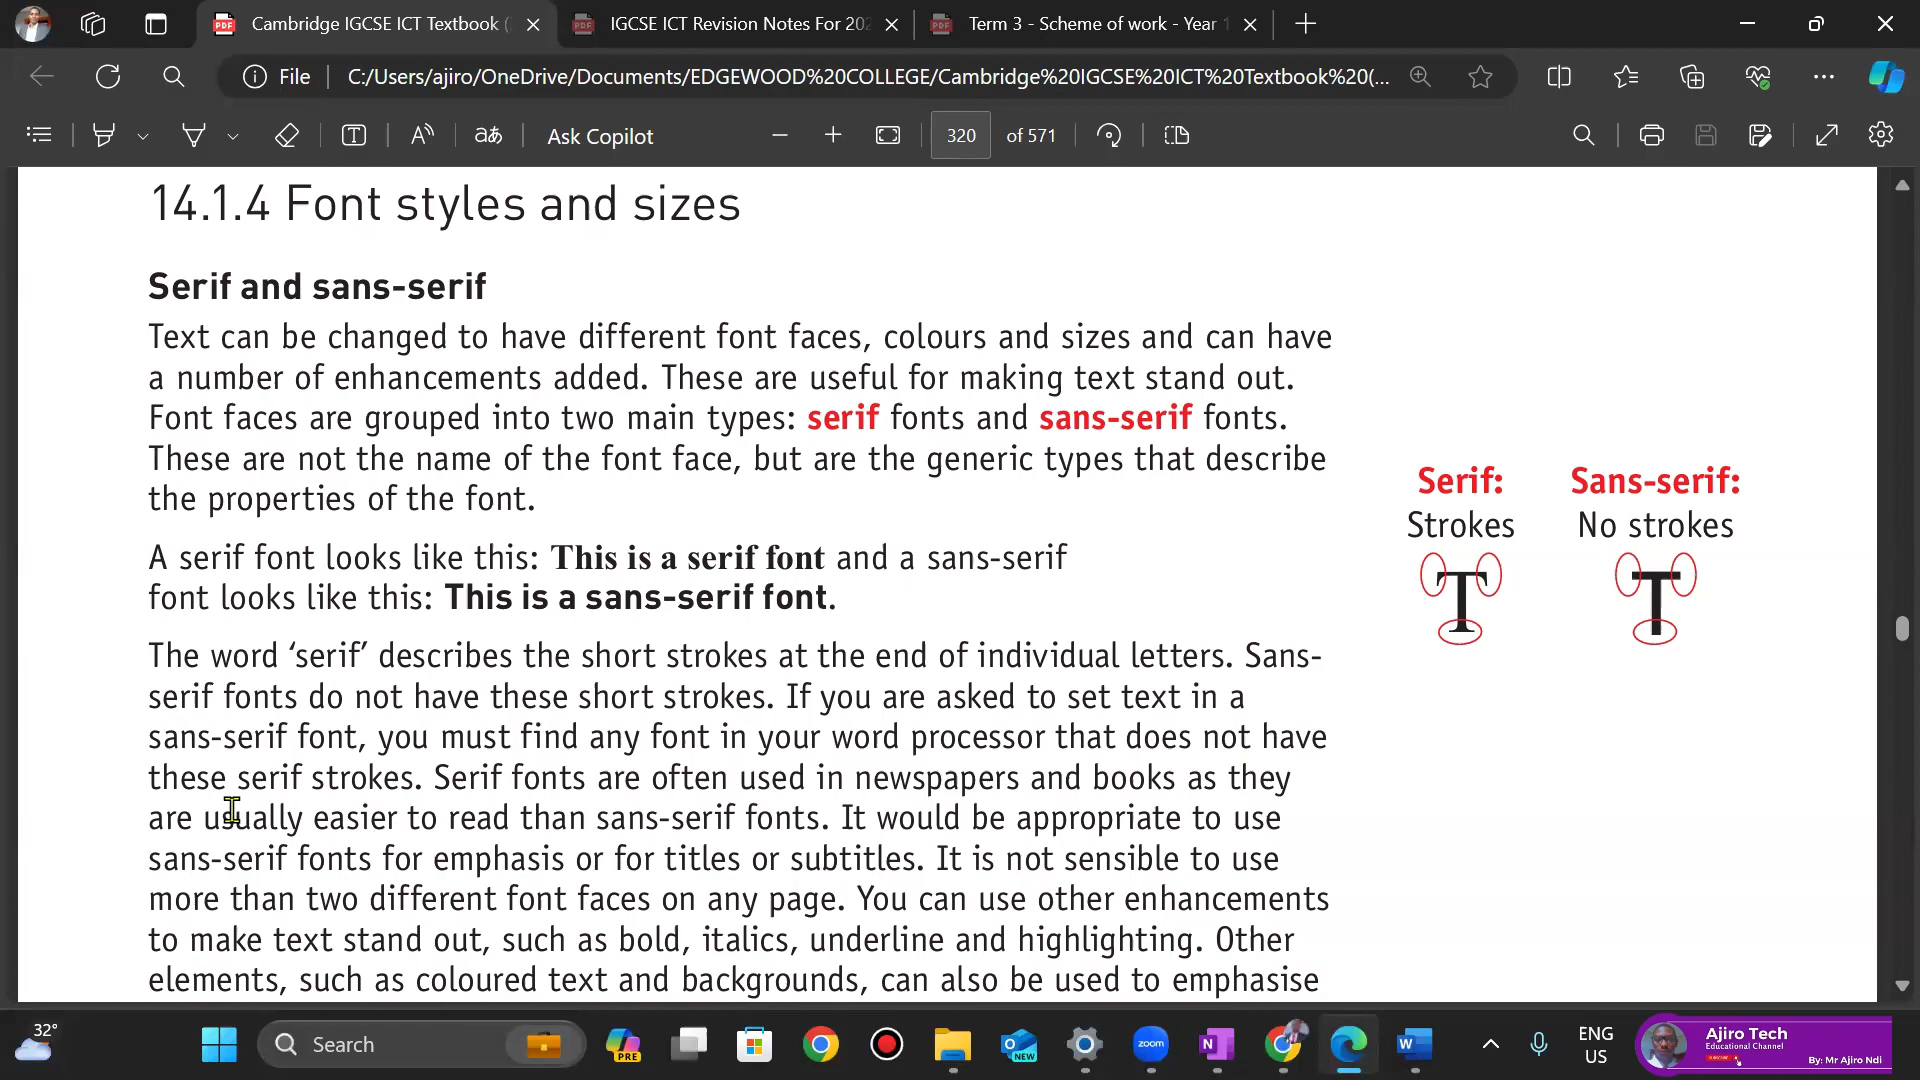 Cambridge IGCSE ICT Textbook (
IGCSE ICT Revision Notes For 202
Term 3 - Scheme of work - Year 1
File
C:/Users/ajiro/OneDrive/Documents/EDGEWOOD%20COLLEGE/Cambridge%20IGCSE%20ICT%20Textbook%20(...
Ask Copilot
320 of 571
14.1.4 Font styles and sizes
Serif and sans-serif
Text can be changed to have different font faces, colours and sizes and can have
a number of enhancements added. These are useful for making text stand out.
Font faces are grouped into two main types: serif fonts and sans-serif fonts.
These are not the name of the font face, but are the generic types that describe
the properties of the font.
A serif font looks like this: This is a serif font and a sans-serif
font looks like this: This is a sans-serif font.
The word ‘serif’ describes the short strokes at the end of individual letters. Sans-
serif fonts do not have these short strokes. If you are asked to set text in a
sans-serif font, you must find any font in your word processor that does not have
these serif strokes. Serif fonts are often used in newspapers and books as they
are usually easier to read than sans-serif fonts. It would be appropriate to use
sans-serif fonts for emphasis or for titles or subtitles. It is not sensible to use
more than two different font faces on any page. You can use other enhancements
to make text stand out, such as bold, italics, underline and highlighting. Other
elements, such as coloured text and backgrounds, can also be used to emphasise
Serif: Sans-serif:
Strokes No strokes
T T
32°
Search
PRE
NEW
zoom
ENG
US
Ajiro Tech
Educational Channel
By: Mr Ajiro Ndi